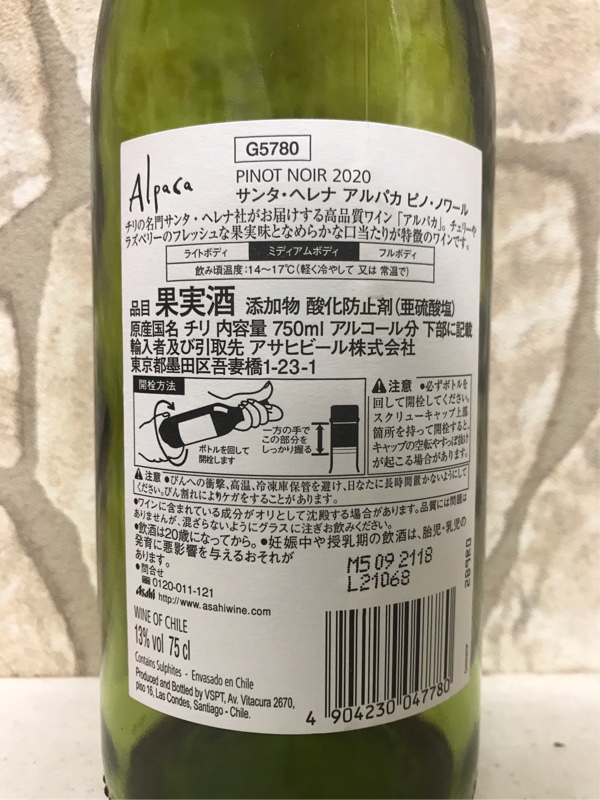 G5780
Alpaca
PINOT NOIR 2020
サンタ・ヘレナ アルパカ ピノ・ノワール
チリの名門サンタ・ヘレナ社がお届けする高品質ワイン「アルパカ」。チェリーや
ラズベリーのフレッシュな果実味となめらかな口当たりが特徴のワインです。
ライトボディ ミディアムボディ フルボディ
飲み頃温度:14〜17℃(軽く冷やして 又は 常温で)
品目 果実酒 添加物 酸化防止剤(亜硫酸塩)
原産国名 チリ 内容量 750ml アルコール分 下部に記載
輸入者及び引取先 アサヒビール株式会社
東京都墨田区吾妻橋1-23-1
開栓方法
ボトルを回して
開栓します
一方の手で
この部分を
しっかり握る
注意 ●必ずボトルを
回して開栓してください。
スクリューキャップ上部
箇所を持って開栓すると、
キャップの空転やすっぽ抜け
が起こる場合があります。
注意 ●びんへの衝撃、高温、冷凍庫保管を避け、日なたに長時間置かないようにして
ください。びん割れによりケガをすることがあります。
●ワインに含まれている成分がオリとして沈殿する場合があります。品質には問題は
ありませんが、混ざらないようにグラスに注ぎお飲みください。
●飲酒は20歳になってから。●妊娠中や授乳期の飲酒は、胎児・乳児の
発育に悪影響を与えるおそれが
あります。
●問合せ
0120-011-121
Asahi http://www.asahiwine.com
M5 09 2118
L21068
WINE OF CHILE
13% vol 75 cl
Contains Sulphites - Envasado en Chile
Produced and Bottled by VSPT, Av. Vitacura 2670,
piso 16, Las Condes, Santiago - Chile.
4 904230 047780